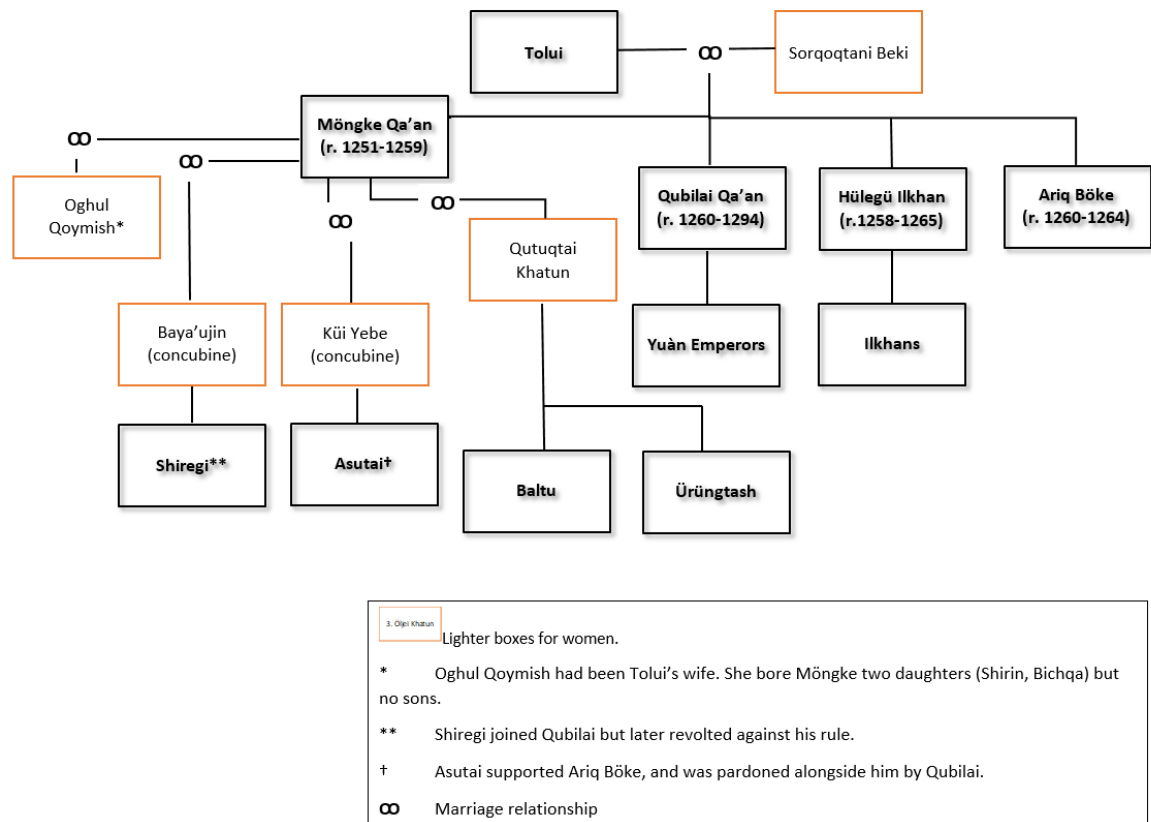 Tolui
ꝏ
Sorqoqtani Beki
Möngke Qa’an
(r. 1251-1259)
ꝏ
ꝏ
Oghul
Qoymish*
ꝏ
ꝏ
Qubilai Qa’an
(r. 1260-1294)
Hülegü Ilkhan
(r.1258-1265)
Ariq Böke
(r. 1260-1264)
Qutuqtai
Khatun
Baya’ujin
(concubine)
Küi Yebe
(concubine)
Yuàn Emperors
Ilkhans
Shiregi**
Asutai†
Baltu
Ürüngtash
3. Öljei Khatun
Lighter boxes for women.
* Oghul Qoymish had been Tolui’s wife. She bore Möngke two daughters (Shirin, Bichqa) but
no sons.
** Shiregi joined Qubilai but later revolted against his rule.
† Asutai supported Ariq Böke, and was pardoned alongside him by Qubilai.
ꝏ Marriage relationship